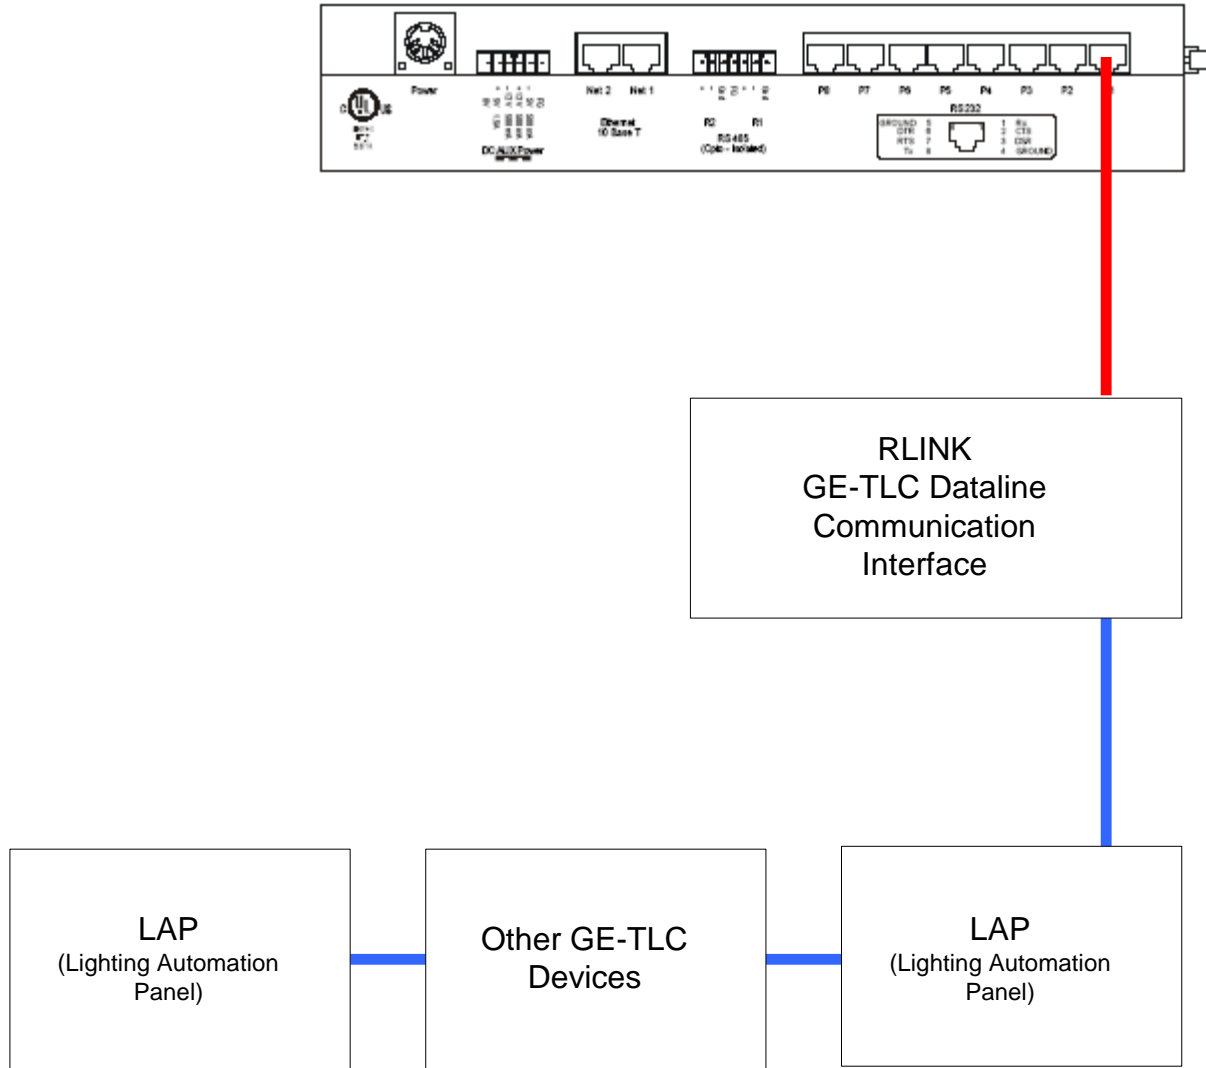 Power
Net 2
Net 1
P8
P7
P6
P5
P4
P3
P2
C
UL
US
Ethernet
10 Base T
R2
R1
RS485
(Opto - Isolated)
DC AUX Power
RS232
GROUND 5
DTR 6
RTS 7
Tx 8
1 Rx
2 CTS
3 DSR
4 GROUND
RLINK
GE-TLC Dataline
Communication
Interface
LAP
(Lighting Automation
Panel)
Other GE-TLC
Devices
LAP
(Lighting Automation
Panel)